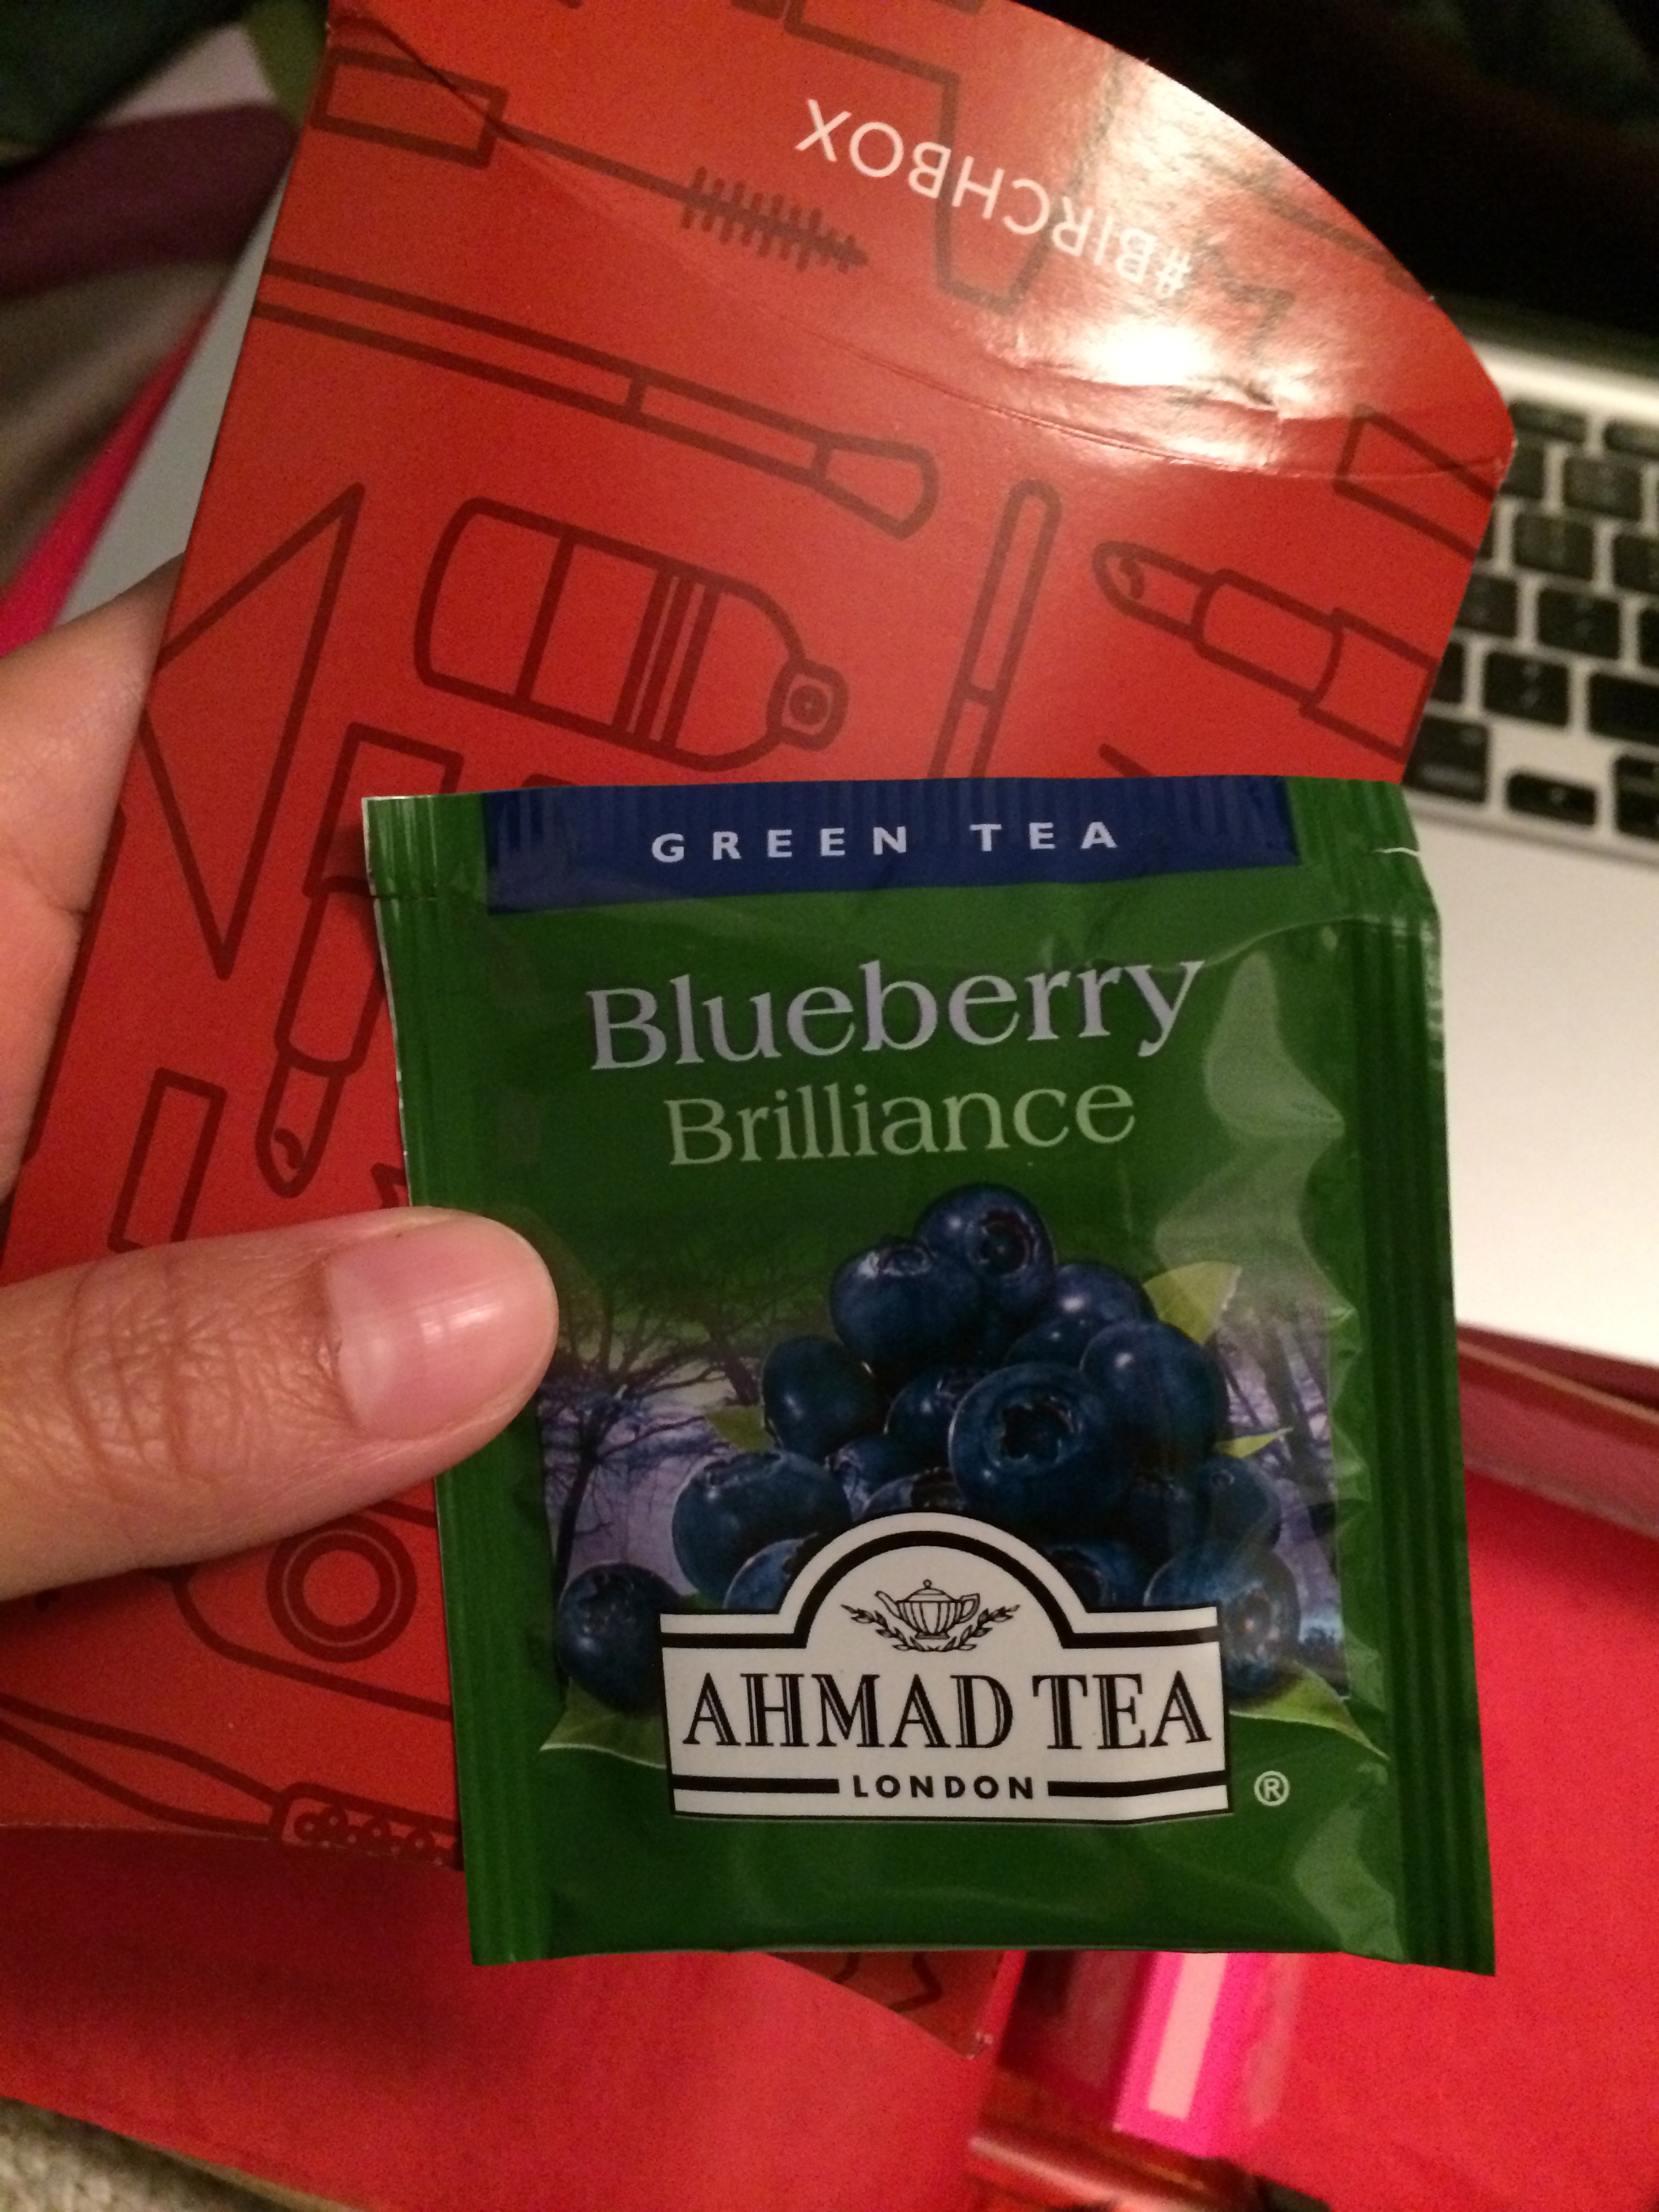 #BIRCHBOX
GREEN TEA
Blueberry
Brilliance
AHMAD TEA
LONDON
®